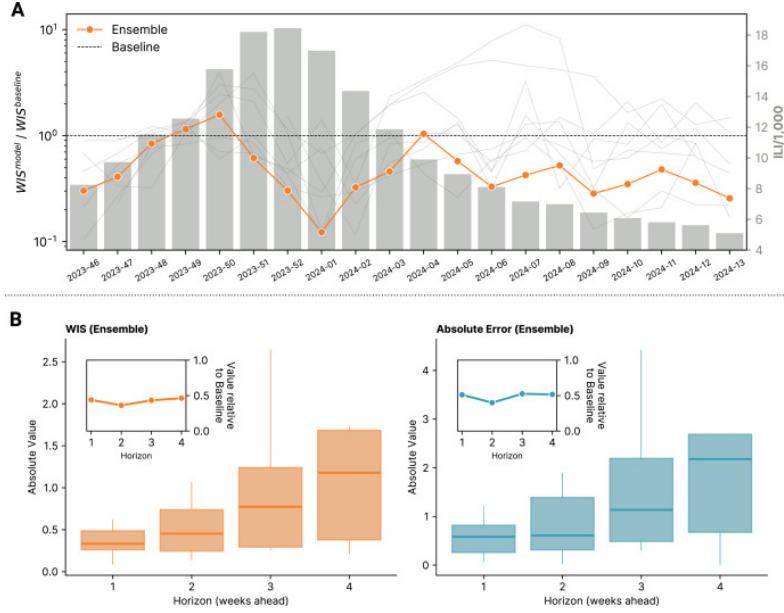 A
Ensemble
Baseline
10¹
10⁰
10⁻¹
WIS^model / WIS^baseline
18
16
14
12
10
8
6
4
ILI/1,000
2023-46 2023-47 2023-48 2023-49 2023-50 2023-51 2023-52 2024-01 2024-02 2024-03 2024-04 2024-05 2024-06 2024-07 2024-08 2024-09 2024-10 2024-11 2024-12 2024-13
B
WIS (Ensemble)
2.5
2.0
1.5
1.0
0.5
0.0
Absolute Value
1.0
0.5
0.0
Value relative
to Baseline
1 2 3 4
Horizon
1 2 3 4
Horizon (weeks ahead)
Absolute Error (Ensemble)
4
3
2
1
0
Absolute Value
1.0
0.5
0.0
Value relative
to Baseline
1 2 3 4
Horizon
1 2 3 4
Horizon (weeks ahead)